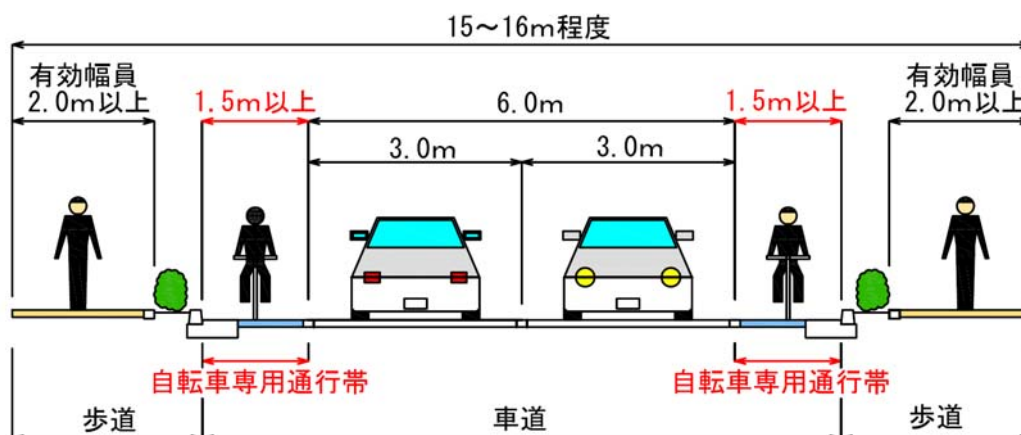 15～16m程度
有効幅員
2.0m以上
1.5m以上
6.0m
1.5m以上
有効幅員
2.0m以上
3.0m
3.0m
自転車専用通行帯
自転車専用通行帯
歩道
車道
歩道